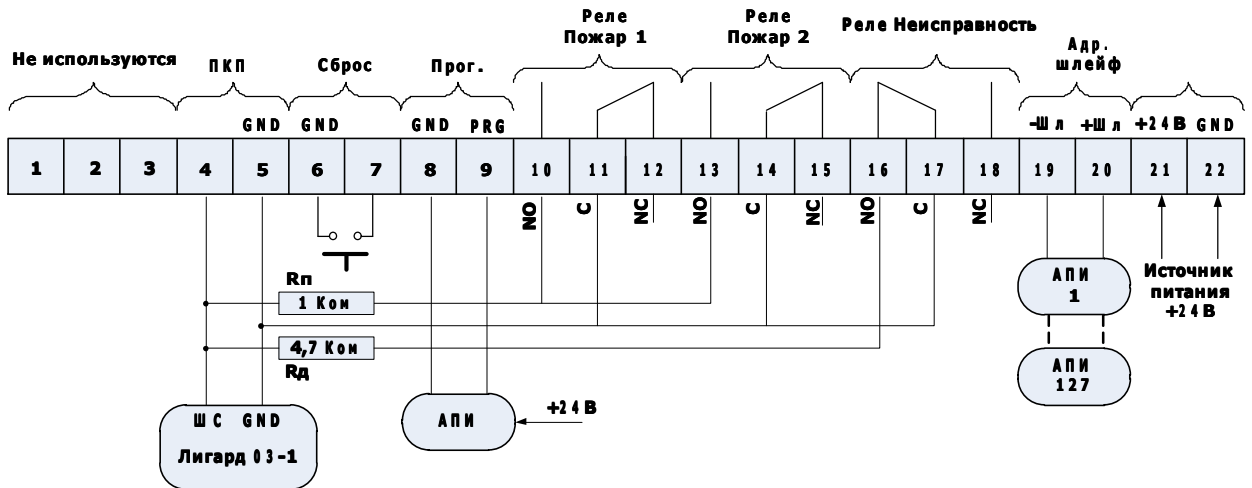 Реле
Пожар 1
Реле
Пожар 2
Реле Неисправность
Не используются
ПКП
Сброс
Прог.
Адр.
шлейф
GND
GND
GND
PRG
-Шл
+Шл
+24В
GND
1
2
3
4
5
6
7
8
9
10
11
12
13
14
15
16
17
18
19
20
21
22
NO
C
NC
NO
C
NC
NO
C
NC
Rп
1 Ком
4,7 Ком
Rд
АПИ
1
Источник
питания
+24В
АПИ
127
ШС GND
Лигард 03-1
АПИ
+24В